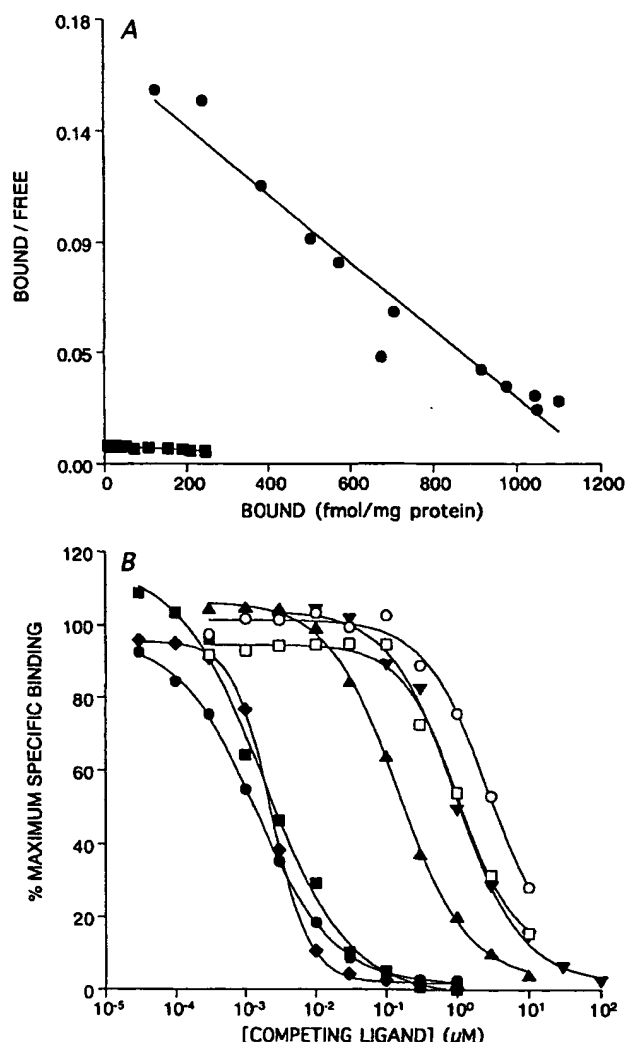 A
0.18
0.14
0.09
0.05
0.00
BOUND / FREE
0 200 400 600 800 1000 1200
BOUND (fmol/mg protein)
B
120
100
80
60
40
20
0
% MAXIMUM SPECIFIC BINDING
10⁻⁵ 10⁻⁴ 10⁻³ 10⁻² 10⁻¹ 10⁰ 10¹ 10²
[COMPETING LIGAND] (μM)